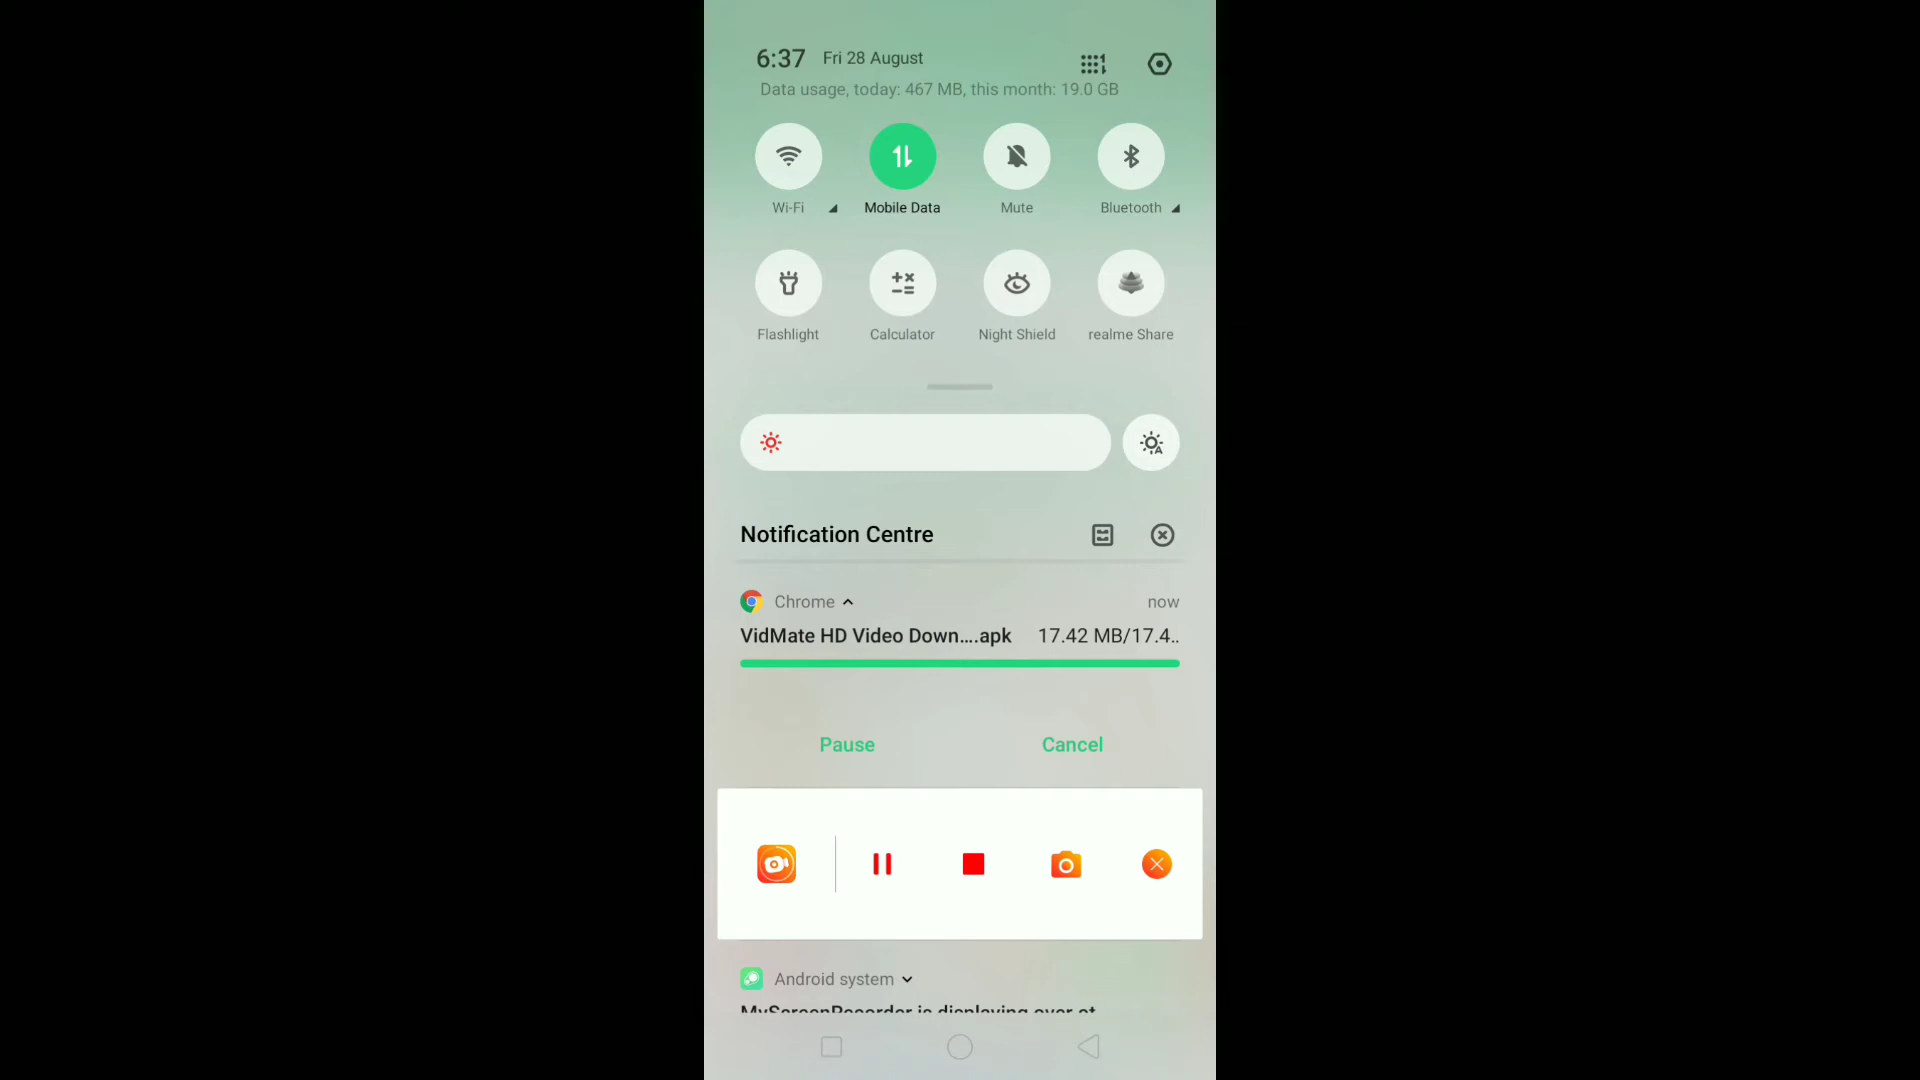 6:37 Fri 28 August
Data usage, today: 467 MB, this month: 19.0 GB
Wi-Fi Mobile Data Mute Bluetooth
Flashlight Calculator Night Shield realme Share
Notification Centre
Chrome now
VidMate HD Video Down....apk 17.42 MB/17.4..
Pause Cancel
Android system
MyScreenRecorder is displaying over ot